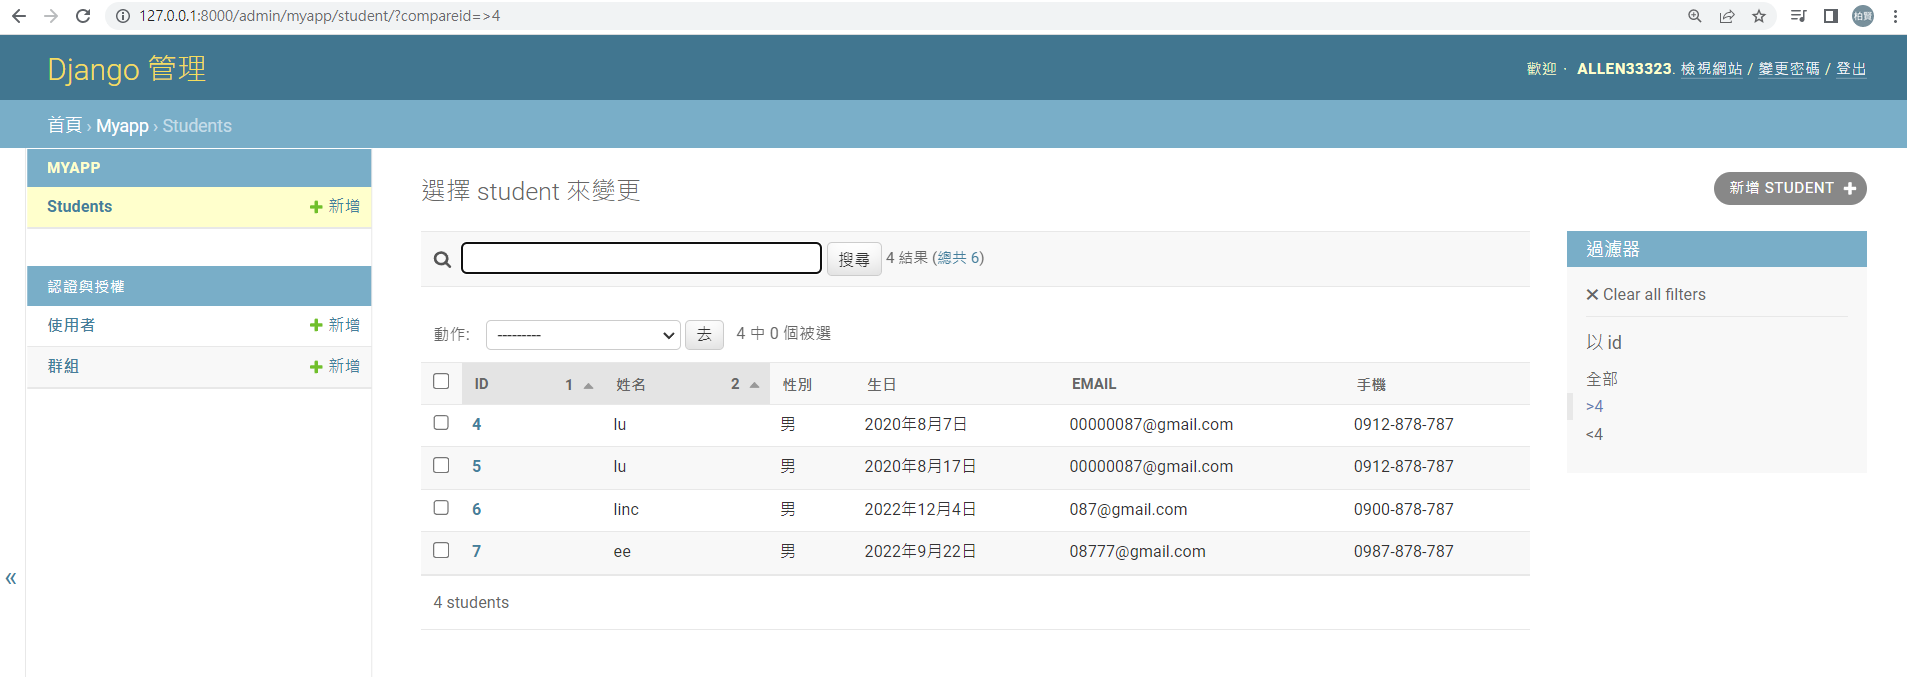 127.0.0.1:8000/admin/myapp/student/?compareid=>4
柏賢
Django 管理
歡迎 · ALLEN33323. 檢視網站 / 變更密碼 / 登出
首頁 › Myapp › Students
MYAPP
Students 新增
認證與授權
使用者 新增
群組 新增
«
選擇 student 來變更
新增 STUDENT
搜尋 4 結果 (總共 6)
動作: --------- 去 4 中 0 個被選
ID 1 姓名 2 性別 生日 EMAIL 手機
4 lu 男 2020年8月7日 00000087@gmail.com 0912-878-787
5 lu 男 2020年8月17日 00000087@gmail.com 0912-878-787
6 linc 男 2022年12月4日 087@gmail.com 0900-878-787
7 ee 男 2022年9月22日 08777@gmail.com 0987-878-787
4 students
過濾器
Clear all filters
以 id
全部
>4
<4